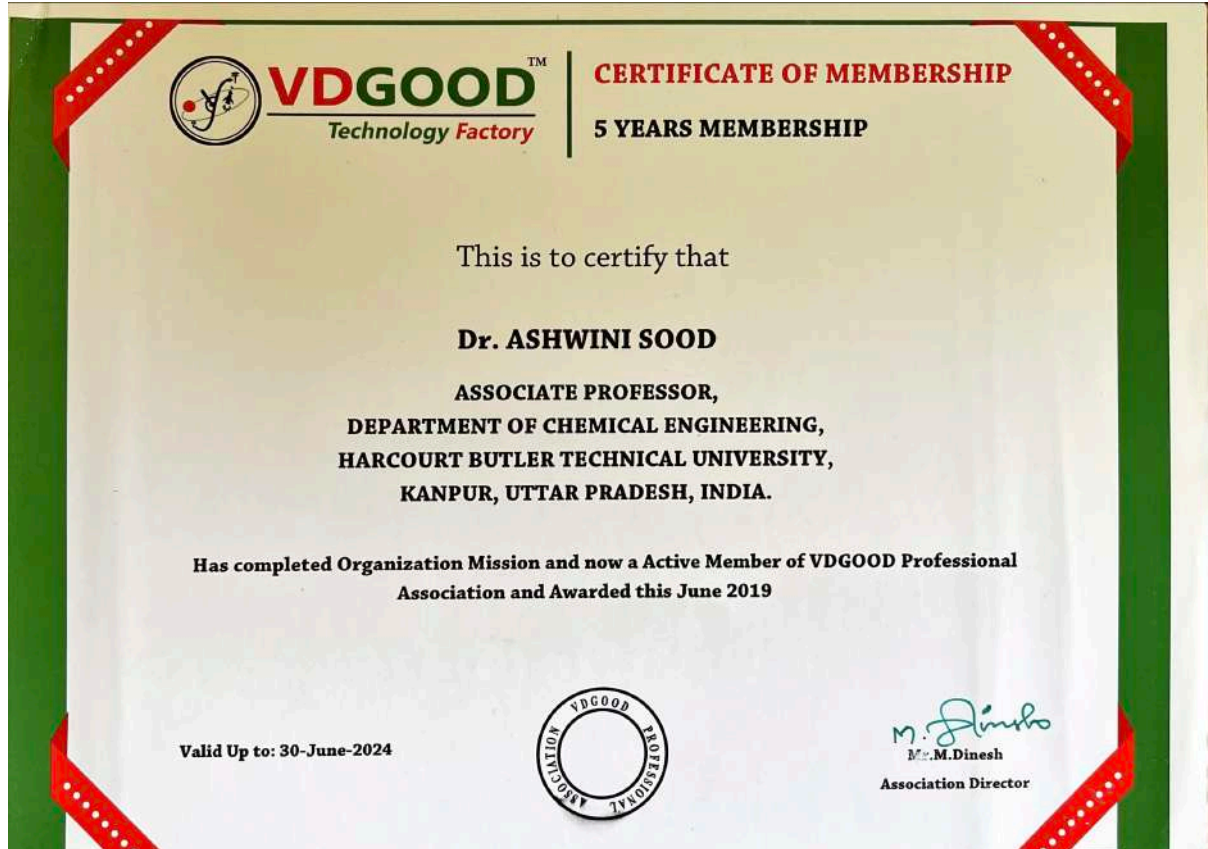 VDGOOD™
Technology Factory
CERTIFICATE OF MEMBERSHIP
5 YEARS MEMBERSHIP
This is to certify that
Dr. ASHWINI SOOD
ASSOCIATE PROFESSOR,
DEPARTMENT OF CHEMICAL ENGINEERING,
HARCOURT BUTLER TECHNICAL UNIVERSITY,
KANPUR, UTTAR PRADESH, INDIA.
Has completed Organization Mission and now a Active Member of VDGOOD Professional
Association and Awarded this June 2019
Valid Up to: 30-June-2024
VDGOOD PROFESSIONAL ASSOCIATION
M. Dinesh
Mr.M.Dinesh
Association Director